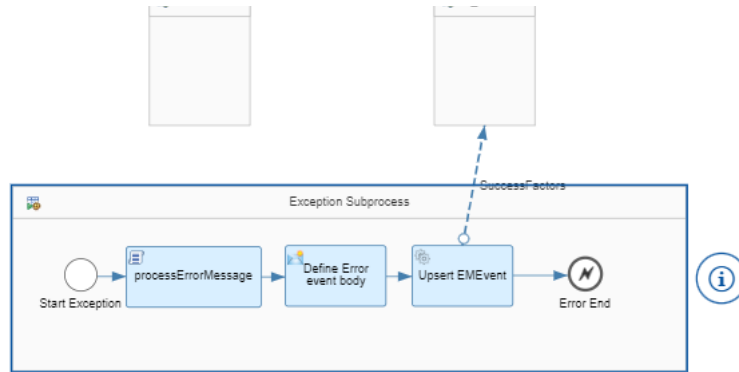 SuccessFactors
Exception Subprocess
processErrorMessage
Define Error
event body
Upsert EMEvent
Start Exception
Error End